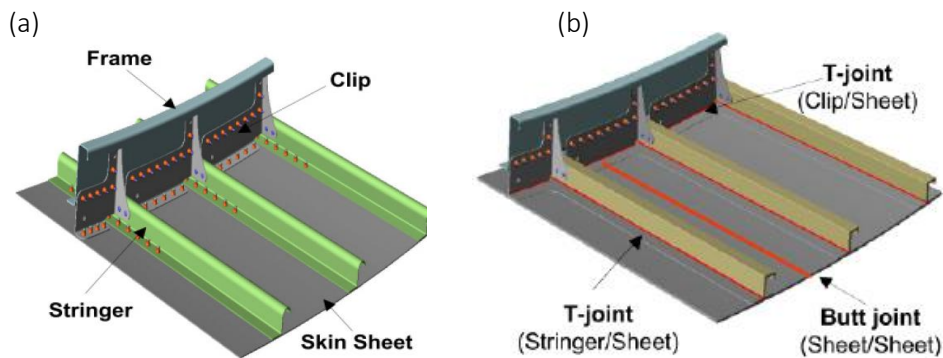 (a)
Frame
Clip
Stringer
Skin Sheet
(b)
T-joint
(Clip/Sheet)
T-joint
(Stringer/Sheet)
Butt joint
(Sheet/Sheet)